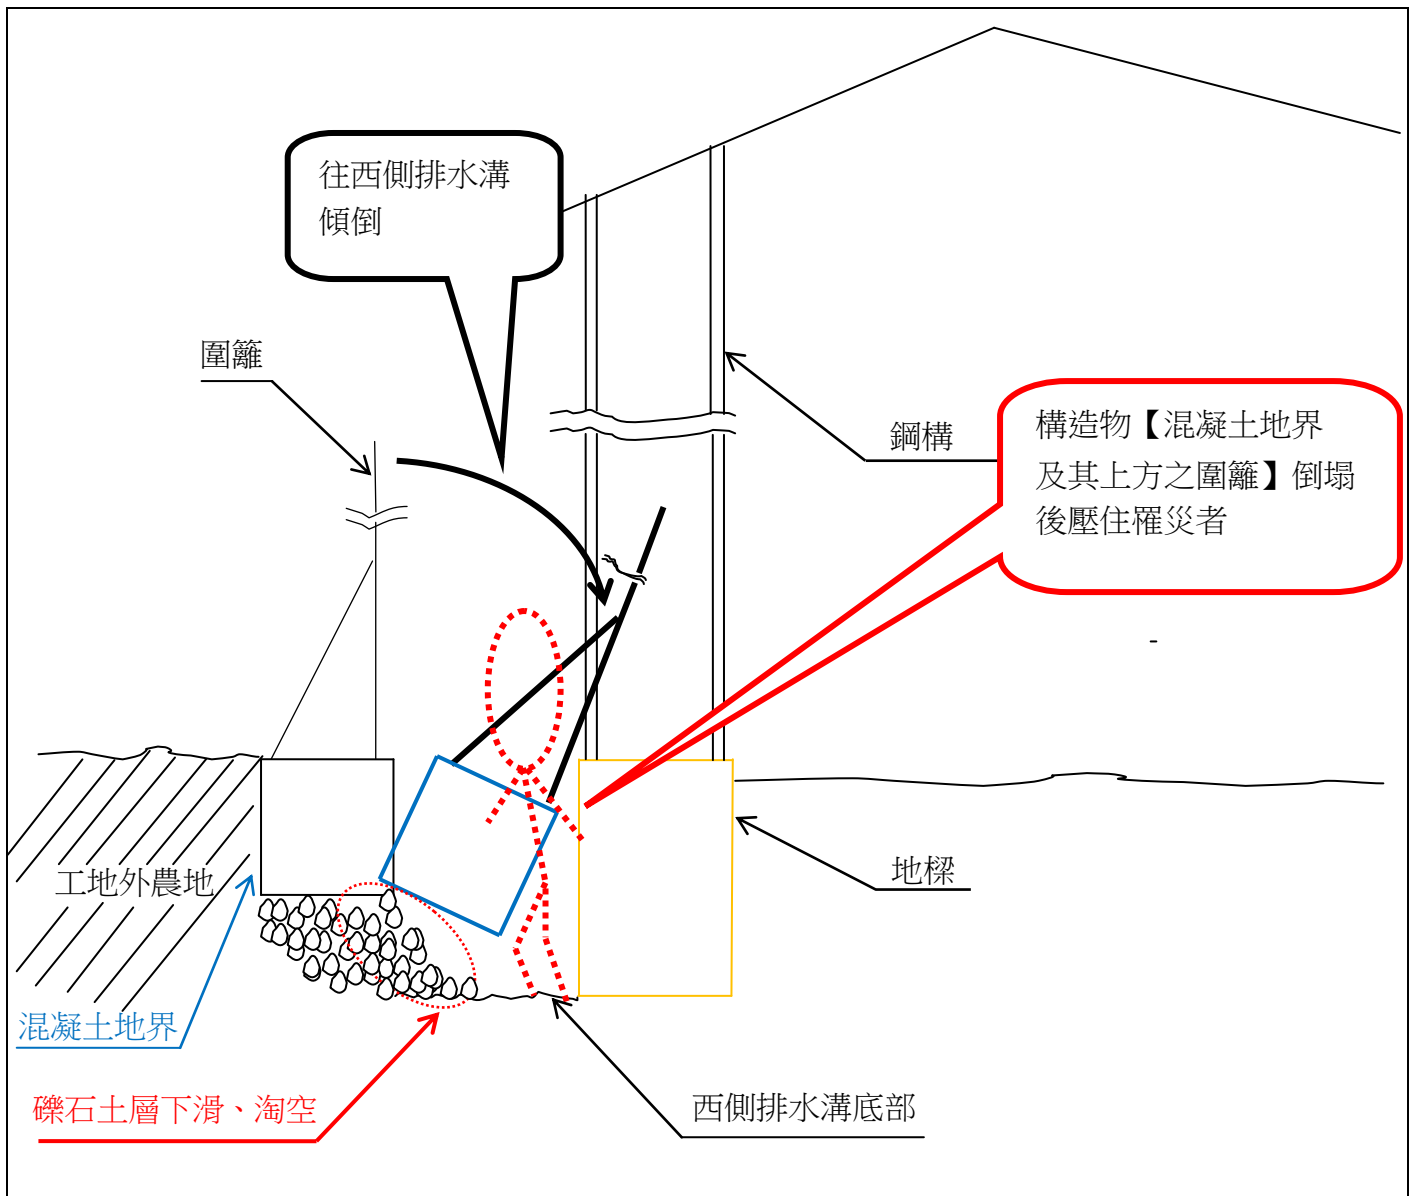 往西側排水溝
傾倒
圍籬
鋼構
構造物【混凝土地界
及其上方之圍籬】倒塌
後壓住罹災者
地樑
工地外農地
混凝土地界
礫石土層下滑、淘空
西側排水溝底部